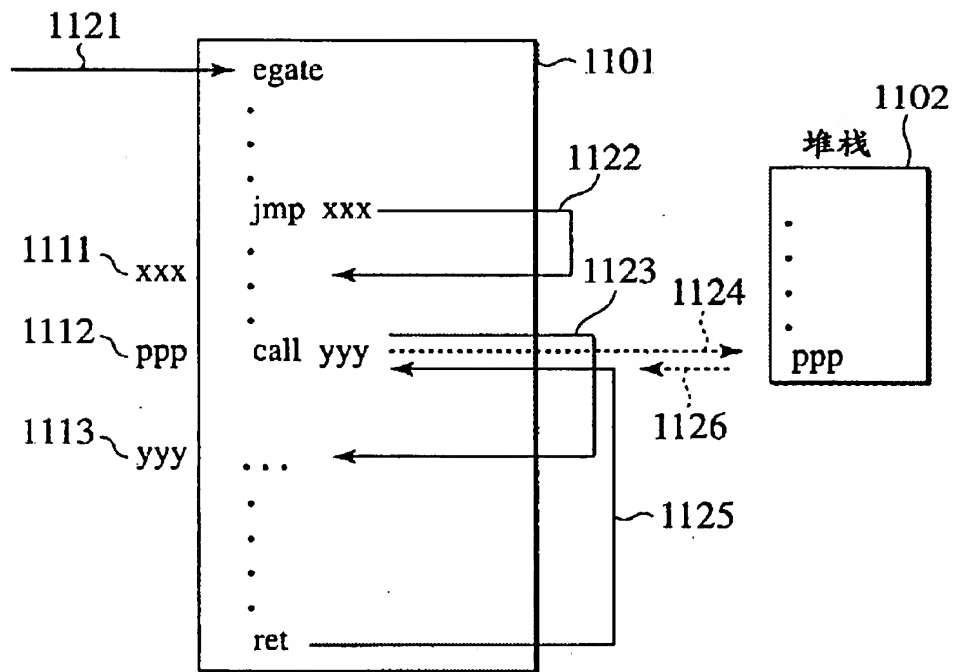 1121
egate
1101
1102
堆栈
1122
jmp xxx
1111
xxx
1123
1124
1112
ppp
call yyy
ppp
1126
1113
yyy
...
1125
ret